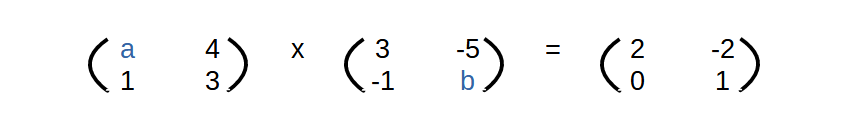 ( a 4 ) x ( 3 -5 ) = ( 2 -2 )
( 1 3 ) ( -1 b ) ( 0 1 )